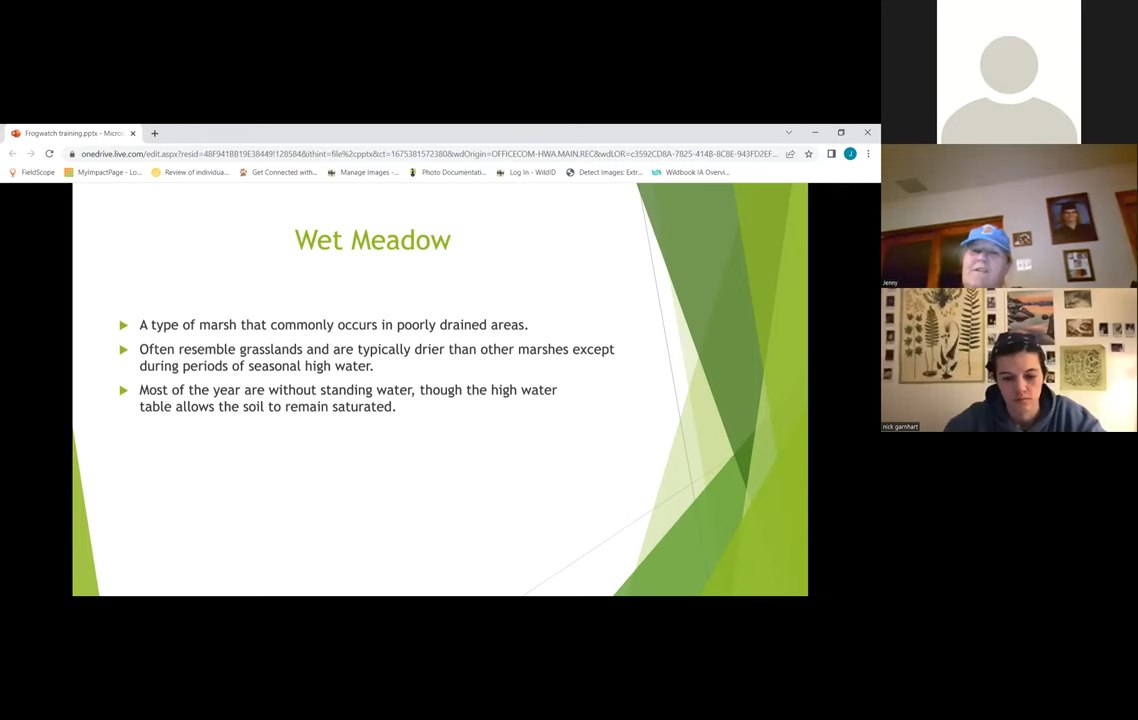 Frogwatch training.pptx - Micros
onedrive.live.com/edit.aspx?resid=48F941BB19E38449!128584&ithint=file%2cpptx&ct=1675381572380&wdOrigin=OFFICECOM-HWA.MAIN.REC&wdLOR=c3592CD8A-7825-414B-8C8E-943FD2EF...
FieldScope
MyImpactPage - Lo...
Review of individua...
Get Connected with...
Manage Images -...
Photo Documentati...
Log In - WildID
Detect Images: Extr...
Wildbook IA Overvi...
Wet Meadow
A type of marsh that commonly occurs in poorly drained areas.
Often resemble grasslands and are typically drier than other marshes except
during periods of seasonal high water.
Most of the year are without standing water, though the high water
table allows the soil to remain saturated.
Jenny
nick garnhart